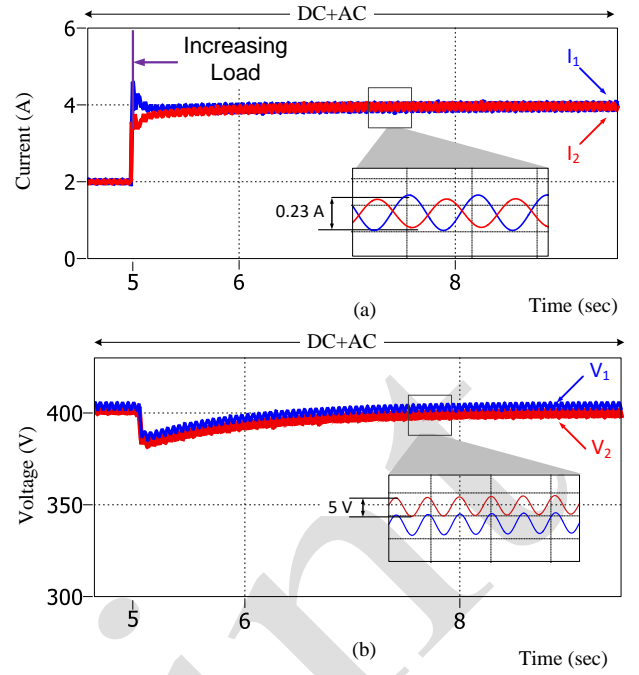 DC+AC
6
Increasing
Load
I1
4
I2
Current (A)
2
0.23 A
0
5
6
8
(a)
Time (sec)
DC+AC
V1
400
V2
Voltage (V)
350
5 V
300
5
6
8
(b)
Time (sec)